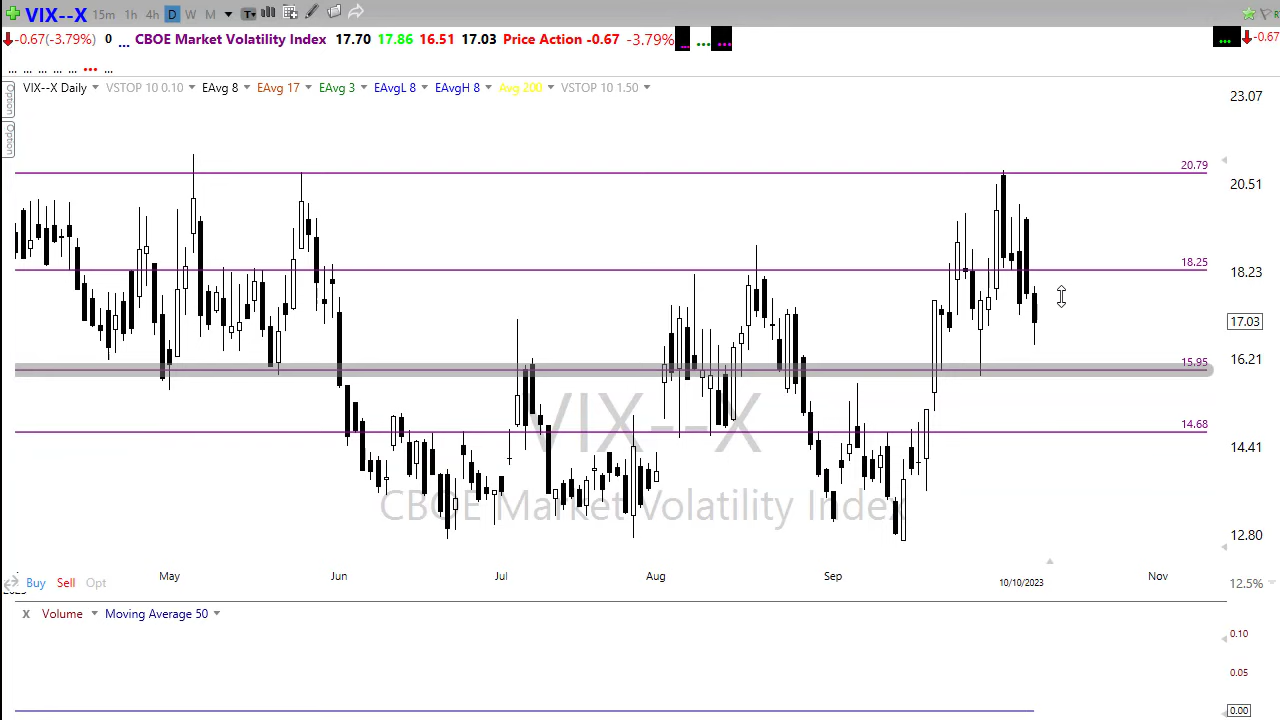 VIX--X 15m 1h 4h D W M T
-0.67(-3.79%) 0 ... CBOE Market Volatility Index 17.70 17.86 16.51 17.03 Price Action -0.67 -3.79% ... ... ... ... -0.67
... ... ... ... ... ... ...
VIX--X Daily VSTOP 10 0.10 EAvg 8 EAvg 17 EAvg 3 EAvgL 8 EAvgH 8 Avg 200 VSTOP 10 1.50
Option
Option
23.07
20.79
20.51
18.25
18.23
17.03
15.95
16.21
VIX--X
14.68
14.41
CBOE Market Volatility Index
12.80
May Jun Jul Aug Sep 10/10/2023 Nov
Buy Sell Opt 12.5%
X Volume Moving Average 50
0.10
0.05
0.00